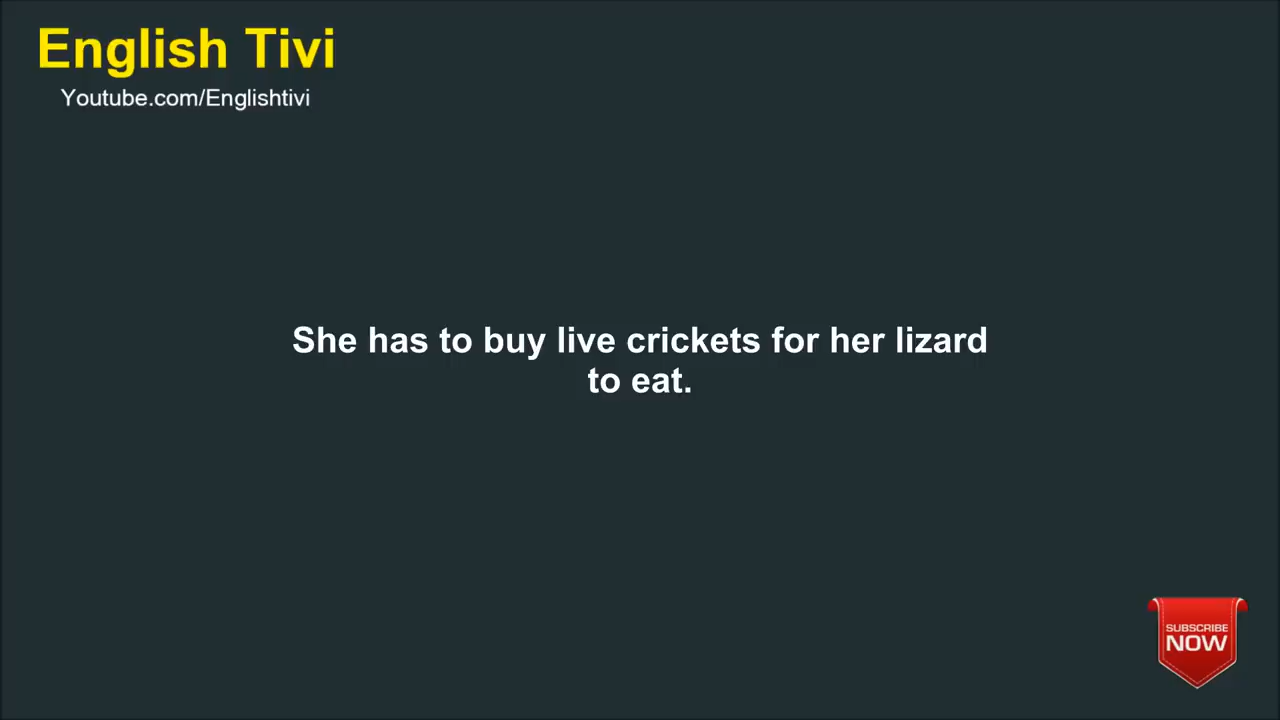 English Tivi
Youtube.com/Englishtivi
She has to buy live crickets for her lizard
to eat.
SUBSCRIBE
NOW